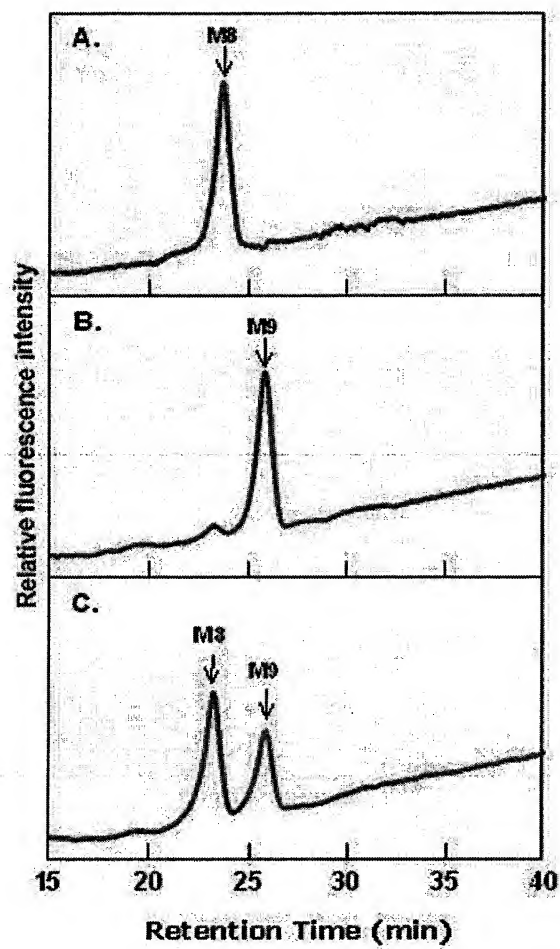 A.
M8
B.
M9
C.
M8
M9
Relative fluorescence intensity
15 20 25 30 35 40
Retention Time (min)